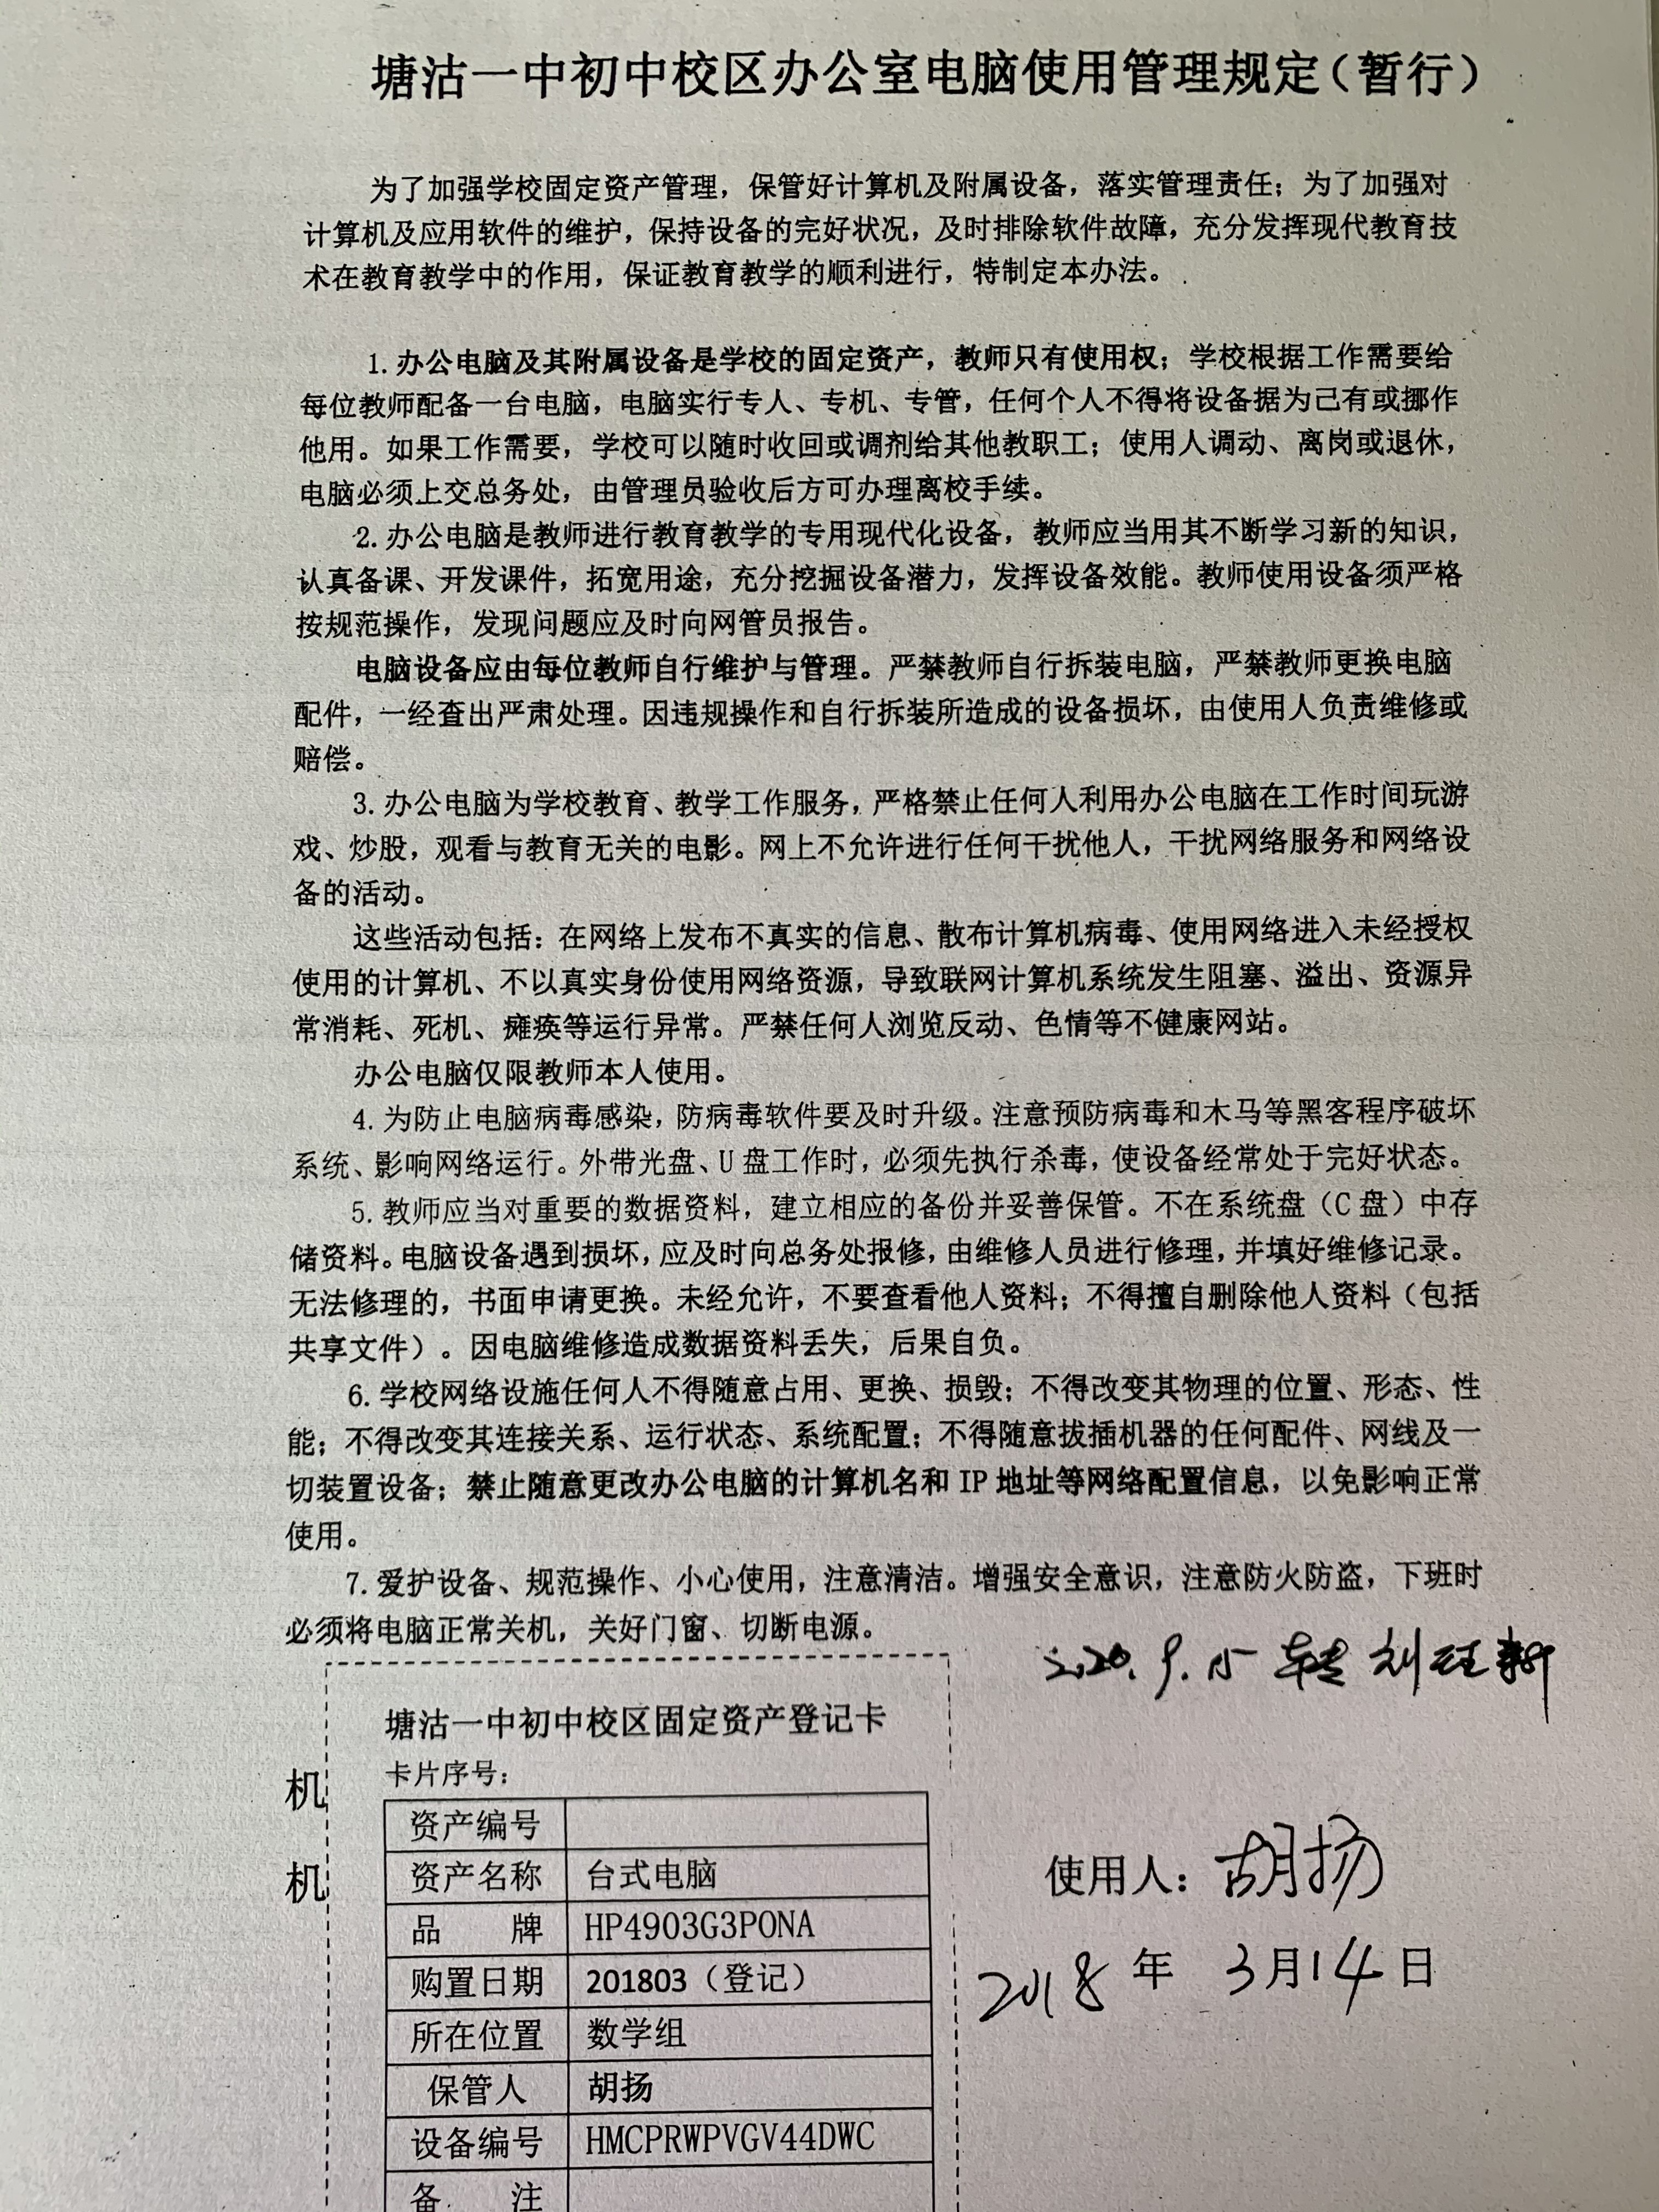 塘沽一中初中校区办公室电脑使用管理规定（暂行）
为了加强学校固定资产管理，保管好计算机及附属设备，落实管理责任；为了加强对
计算机及应用软件的维护，保持设备的完好状况，及时排除软件故障，充分发挥现代教育技
术在教育教学中的作用，保证教育教学的顺利进行，特制定本办法。
1.办公电脑及其附属设备是学校的固定资产，教师只有使用权；学校根据工作需要给
每位教师配备一台电脑，电脑实行专人、专机、专管，任何个人不得将设备据为己有或挪作
他用。如果工作需要，学校可以随时收回或调剂给其他教职工；使用人调动、离岗或退休，
电脑必须上交总务处，由管理员验收后方可办理离校手续。
2.办公电脑是教师进行教育教学的专用现代化设备，教师应当用其不断学习新的知识，
认真备课、开发课件，拓宽用途，充分挖掘设备潜力，发挥设备效能。教师使用设备须严格
按规范操作，发现问题应及时向网管员报告。
电脑设备应由每位教师自行维护与管理。严禁教师自行拆装电脑，严禁教师更换电脑
配件，一经查出严肃处理。因违规操作和自行拆装所造成的设备损坏，由使用人负责维修或
赔偿。
3.办公电脑为学校教育、教学工作服务，严格禁止任何人利用办公电脑在工作时间玩游
戏、炒股，观看与教育无关的电影。网上不允许进行任何干扰他人，干扰网络服务和网络设
备的活动。
这些活动包括：在网络上发布不真实的信息、散布计算机病毒、使用网络进入未经授权
使用的计算机、不以真实身份使用网络资源，导致联网计算机系统发生阻塞、溢出、资源异
常消耗、死机、瘫痪等运行异常。严禁任何人浏览反动、色情等不健康网站。
办公电脑仅限教师本人使用。
4.为防止电脑病毒感染，防病毒软件要及时升级。注意预防病毒和木马等黑客程序破坏
系统、影响网络运行。外带光盘、U盘工作时，必须先执行杀毒，使设备经常处于完好状态。
5.教师应当对重要的数据资料，建立相应的备份并妥善保管。不在系统盘（C盘）中存
储资料。电脑设备遇到损坏，应及时向总务处报修，由维修人员进行修理，并填好维修记录。
无法修理的，书面申请更换。未经允许，不要查看他人资料；不得擅自删除他人资料（包括
共享文件）。因电脑维修造成数据资料丢失，后果自负。
6.学校网络设施任何人不得随意占用、更换、损毁；不得改变其物理的位置、形态、性
能；不得改变其连接关系、运行状态、系统配置；不得随意拔插机器的任何配件、网线及一
切装置设备；禁止随意更改办公电脑的计算机名和 IP 地址等网络配置信息，以免影响正常
使用。
7.爱护设备、规范操作、小心使用，注意清洁。增强安全意识，注意防火防盗，下班时
必须将电脑正常关机，关好门窗、切断电源。
2020.9.15 转 刘
塘沽一中初中校区固定资产登记卡
卡片序号：
机
机
资产编号
资产名称 台式电脑
品 牌 HP4903G3PONA
购置日期 201803（登记）
所在位置 数学组
保管人 胡扬
设备编号 HMCPRWPVGV44DWC
备 注
使用人：胡扬
2018 年 3月14日